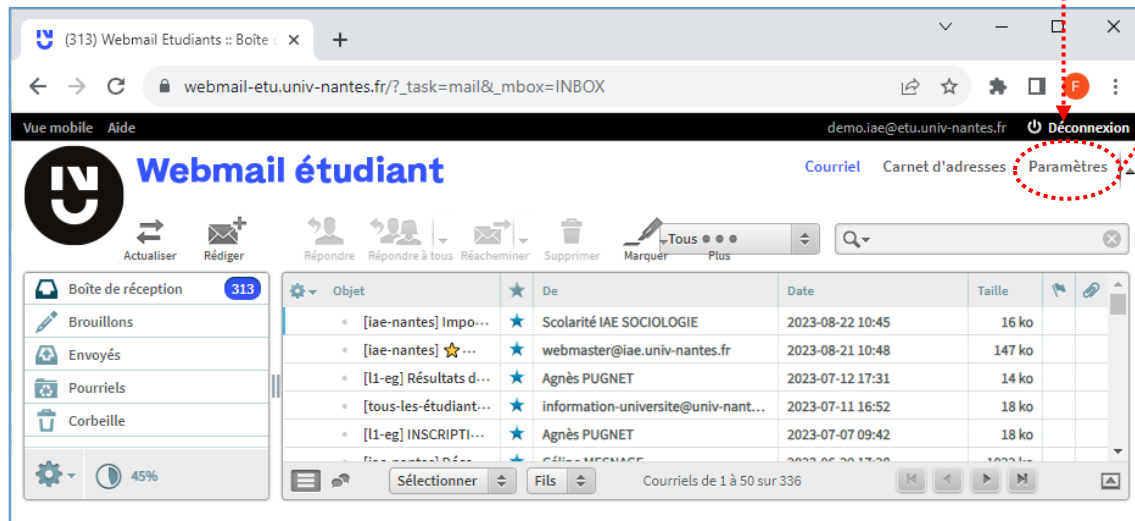 (313) Webmail Etudiants :: Boîte
webmail-etu.univ-nantes.fr/?_task=mail&_mbox=INBOX
F
Vue mobile Aide demo.iae@etu.univ-nantes.fr Déconnexion
Webmail étudiant Courriel Carnet d'adresses Paramètres
Tous
Actualiser Rédiger Répondre Répondre à tous Réacheminer Supprimer Marquer Plus
Boîte de réception 313
Brouillons
Envoyés
Pourriels
Corbeille
45%
Objet De Date Taille
[iae-nantes] Impo... Scolarité IAE SOCIOLOGIE 2023-08-22 10:45 16 ko
[iae-nantes] ⭐... webmaster@iae.univ-nantes.fr 2023-08-21 10:48 147 ko
[l1-eg] Résultats d... Agnès PUGNET 2023-07-12 17:31 14 ko
[tous-les-étudiant... information-universite@univ-nant... 2023-07-11 16:52 18 ko
[l1-eg] INSCRIPTI... Agnès PUGNET 2023-07-07 09:42 18 ko
Sélectionner Fils Courriels de 1 à 50 sur 336